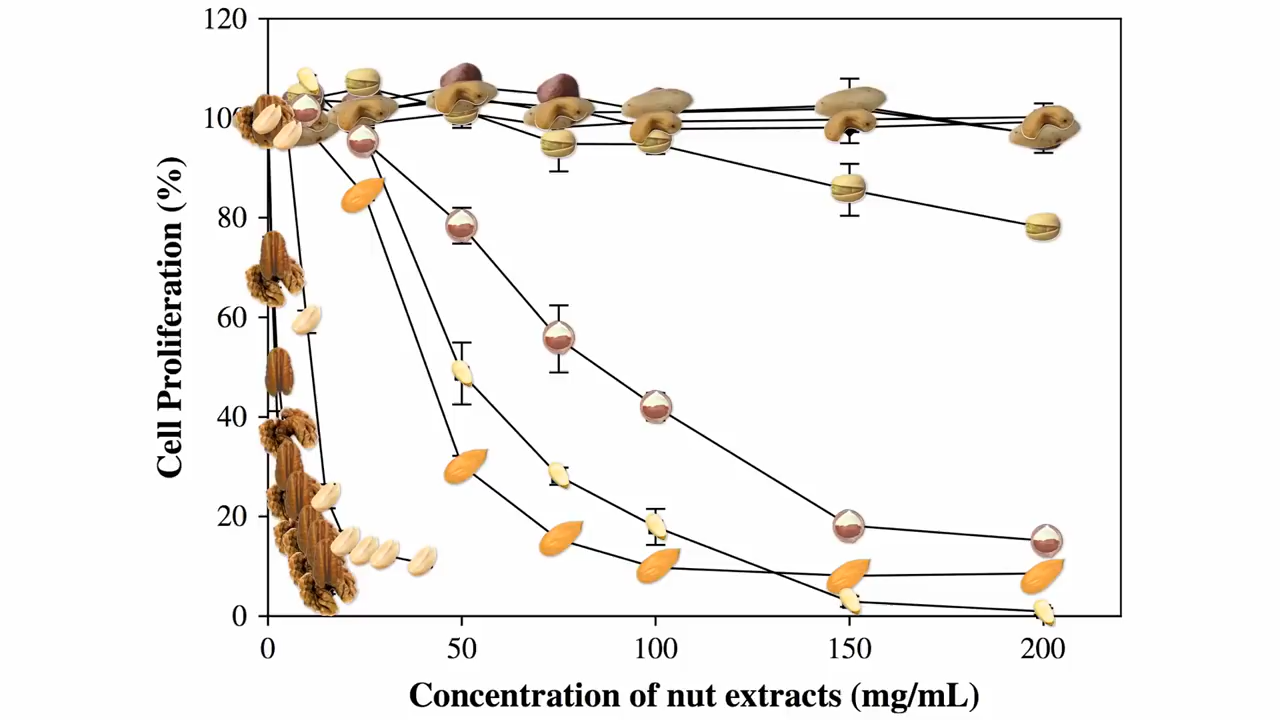 120
100
80
60
40
20
0
Cell Proliferation (%)
0 50 100 150 200
Concentration of nut extracts (mg/mL)